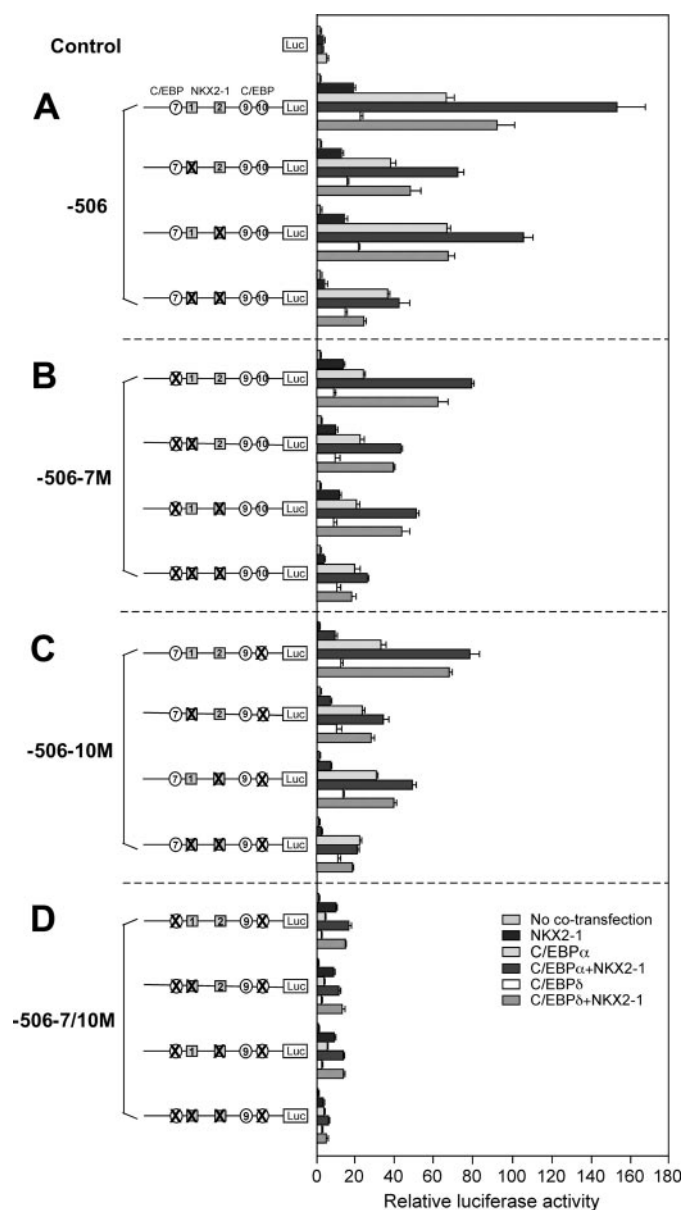 Control
Luc
A
C/EBP NKX2-1 C/EBP
7 1 2 9 10 Luc
-506
7 X 2 9 10 Luc
7 1 X 9 10 Luc
7 X X 9 10 Luc
B
X 1 2 9 10 Luc
-506-7M
X X 2 9 10 Luc
X 1 X 9 10 Luc
X X X 9 10 Luc
C
7 1 2 9 X Luc
-506-10M
7 X 2 9 X Luc
7 1 X 9 X Luc
7 X X 9 X Luc
D
X 1 2 9 X Luc
-506-7/10M
X X 2 9 X Luc
X 1 X 9 X Luc
X X X 9 X Luc
No co-transfection
NKX2-1
C/EBPα
C/EBPα+NKX2-1
C/EBPδ
C/EBPδ+NKX2-1
0 20 40 60 80 100 120 140 160 180
Relative luciferase activity